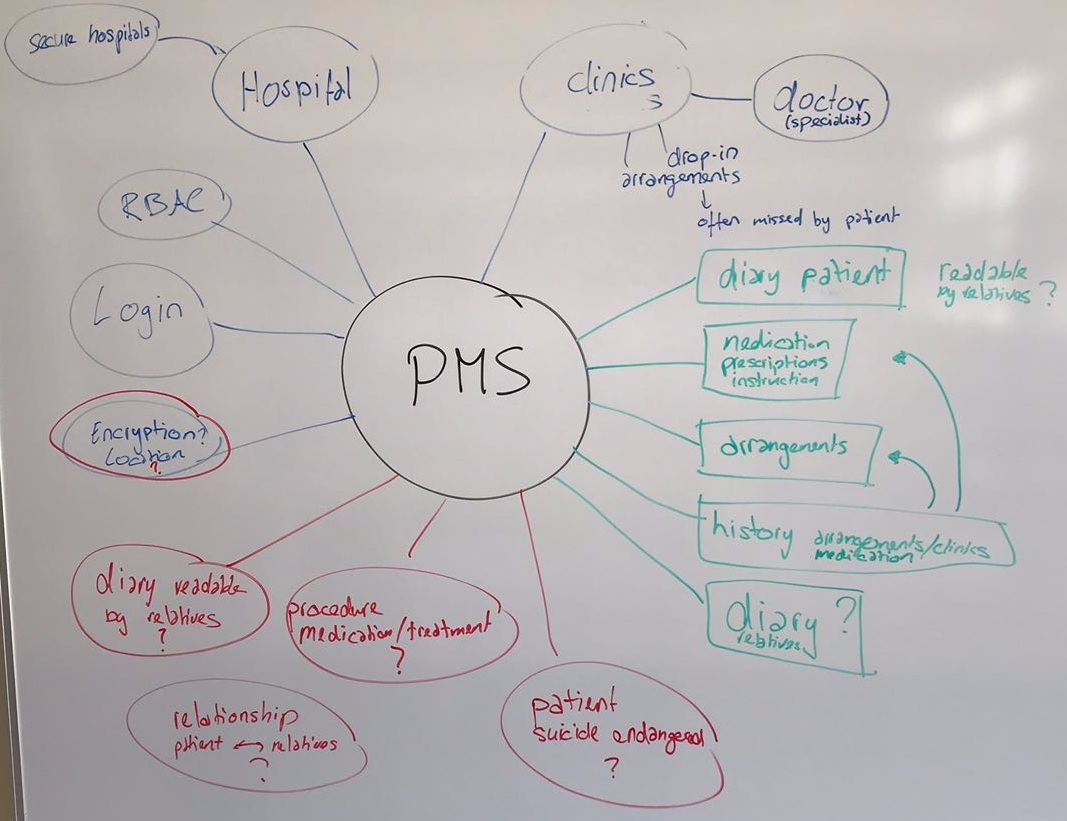 secure hospitals
Hospital
clinics
s
doctor
(specialist)
drop-in
arrangements
often missed by patient
RBAC
Login
Encryption?
Location
?
PMS
diary patient
readable
by relatives ?
medication
prescriptions
instruction
arrangements
history arrangements/clinics
medication
diary ?
relatives
diary readable
by relatives
?
procedure
medication/treatment
?
relationship
patient ↔ relatives
?
patient
suicide endangered
?